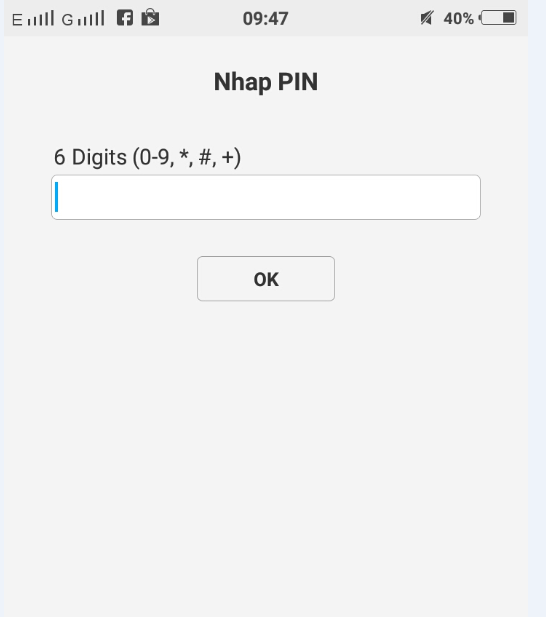 E G f 09:47 40%
Nhap PIN
6 Digits (0-9, *, #, +)
OK